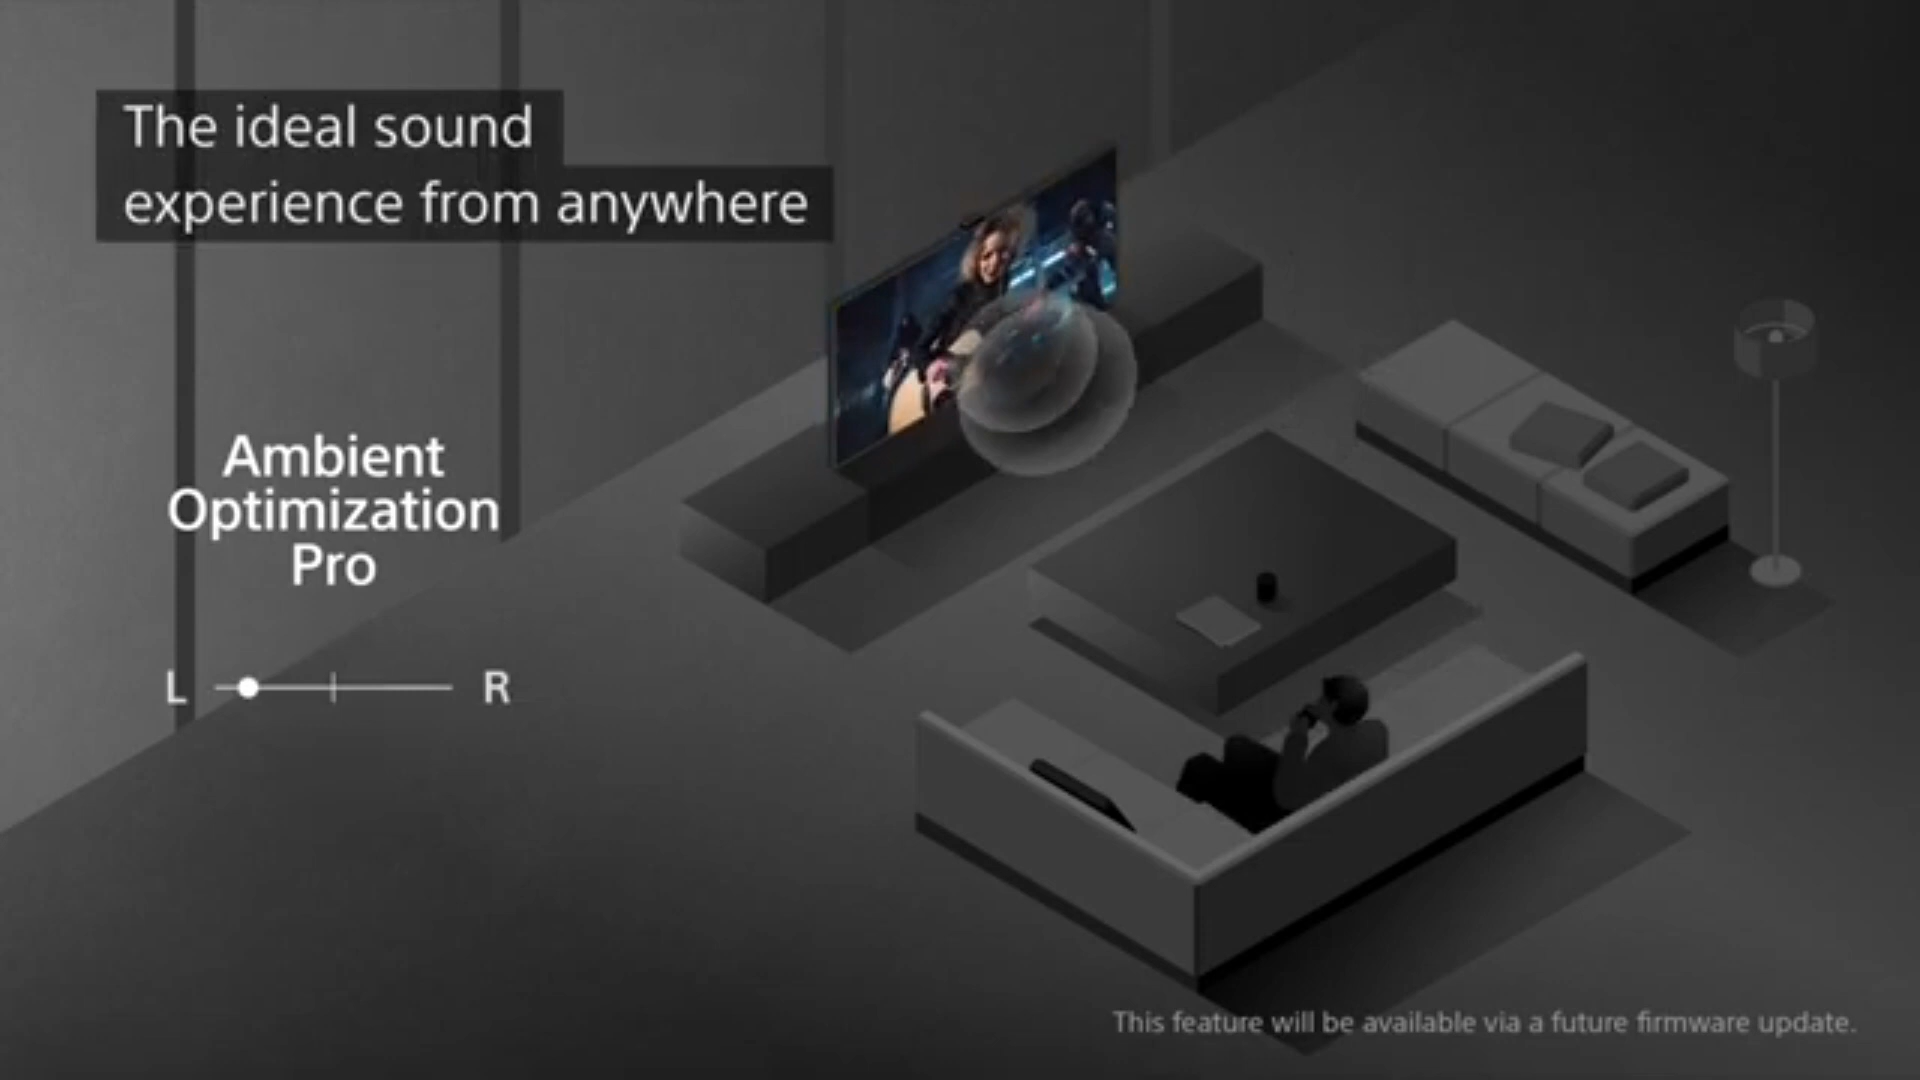 The ideal sound
experience from anywhere
Ambient
Optimization
Pro
L R
This feature will be available via a future firmware update.